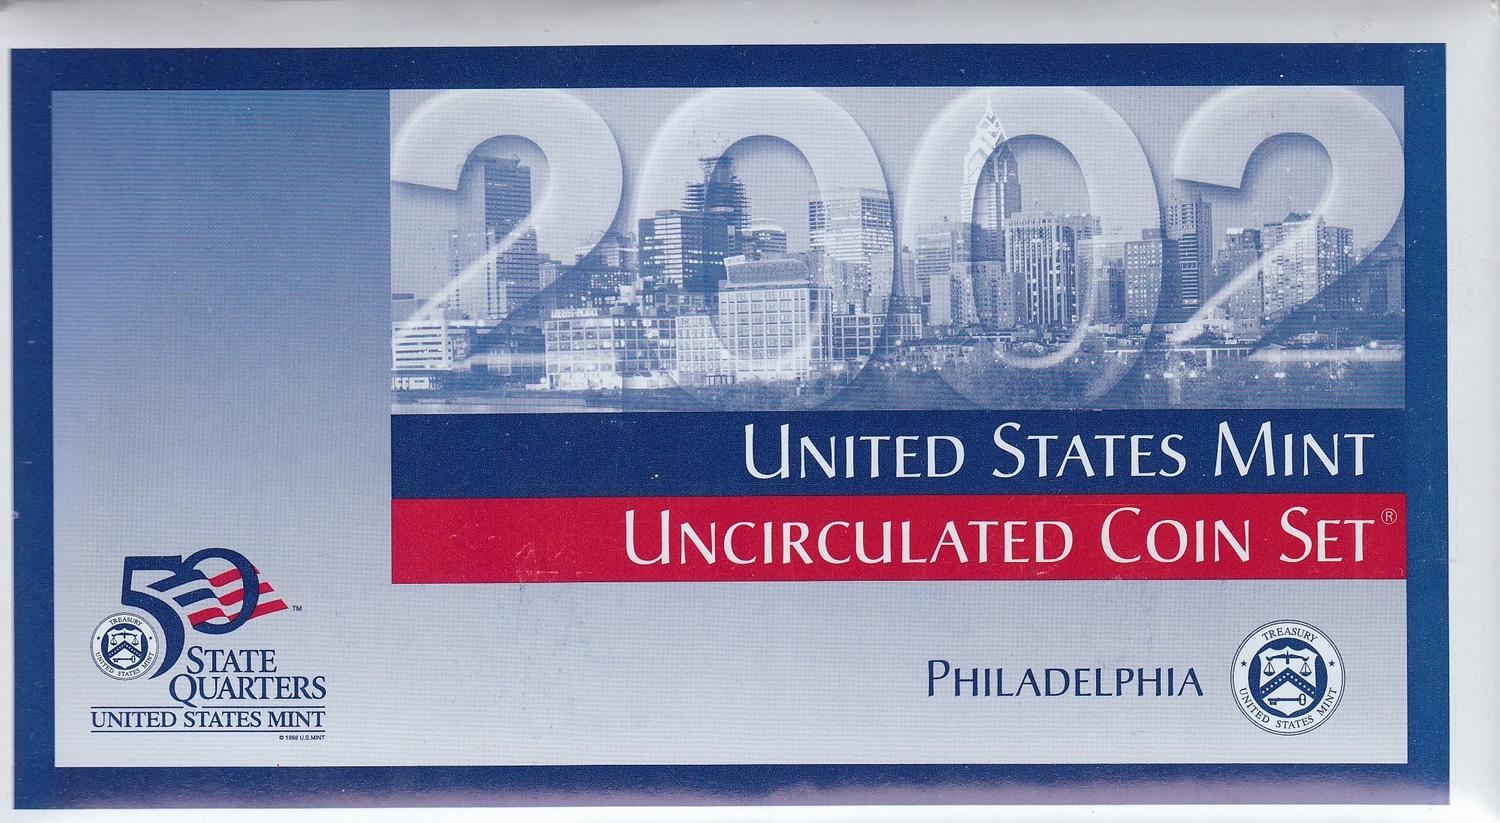 2002
UNITED STATES MINT
UNCIRCULATED COIN SET®
50™
TREASURY
UNITED STATES MINT
STATE
QUARTERS
UNITED STATES MINT
© 1998 U.S.MINT
PHILADELPHIA
TREASURY
UNITED STATES MINT